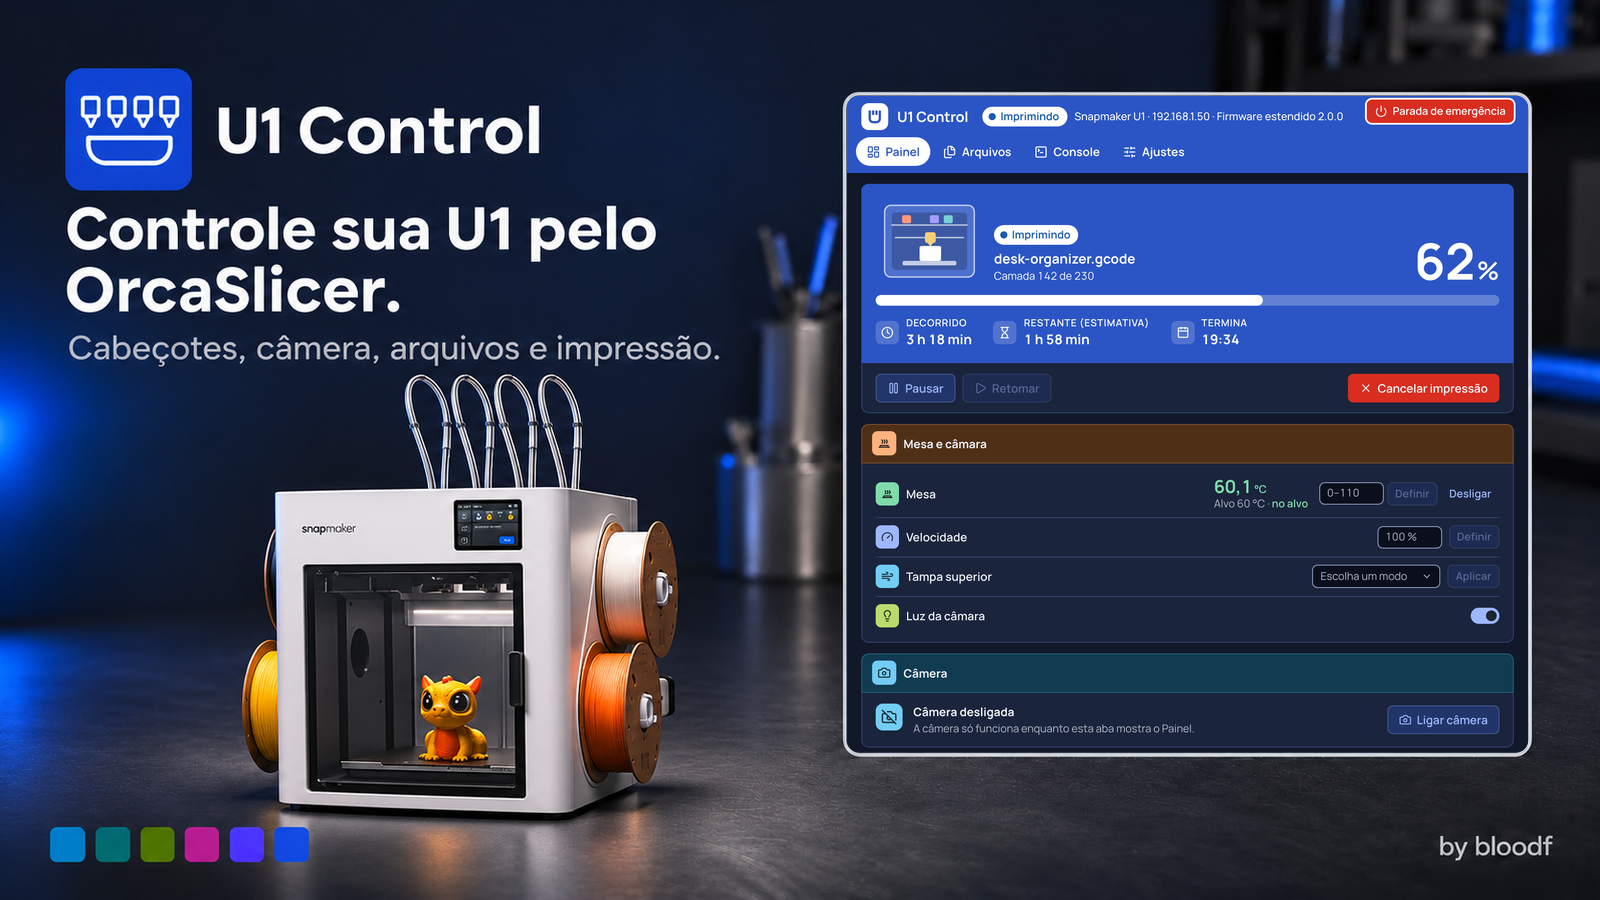 U1 Control
Controle sua U1 pelo
OrcaSlicer.
Cabeçotes, câmera, arquivos e impressão.
snapmaker
U1 Control
Imprimindo
Snapmaker U1 · 192.168.1.50 · Firmware estendido 2.0.0
Parada de emergência
Painel
Arquivos
Console
Ajustes
Imprimindo
desk-organizer.gcode
Camada 142 de 230
62%
DECORRIDO
3 h 18 min
RESTANTE (ESTIMATIVA)
1 h 58 min
TERMINA
19:34
Pausar
Retomar
Cancelar impressão
Mesa e câmara
Mesa
60,1 °C
Alvo 60 °C · no alvo
0–110
Definir
Desligar
Velocidade
100 %
Definir
Tampa superior
Escolha um modo
Aplicar
Luz da câmara
Câmera
Câmera desligada
A câmera só funciona enquanto esta aba mostra o Painel.
Ligar câmera
by bloodf